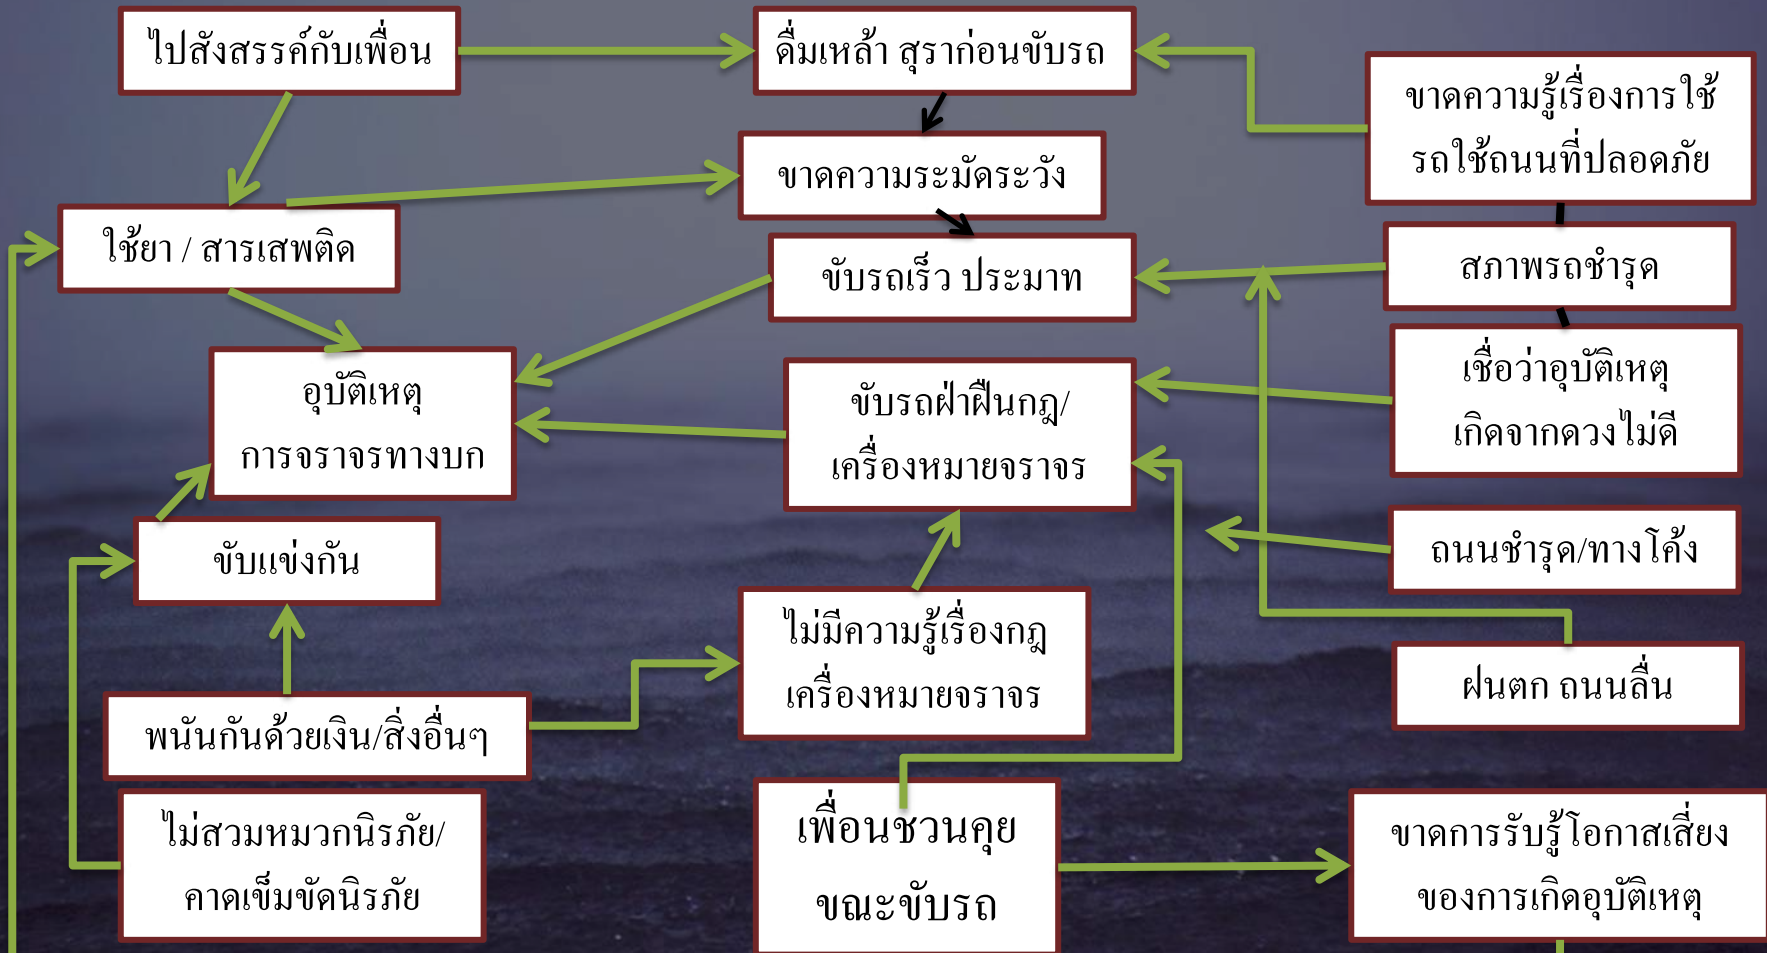 ไปสังสรรค์กับเพื่อน
ดื่มเหล้า สุราก่อนขับรถ
ขาดความรู้เรื่องการใช้
รถใช้ถนนที่ปลอดภัย
ขาดความระมัดระวัง
ใช้ยา / สารเสพติด
ขับรถเร็ว ประมาท
สภาพรถชำรุด
อุบัติเหตุ
การจราจรทางบก
ขับรถฝ่าฝืนกฎ/
เครื่องหมายจราจร
เชื่อว่าอุบัติเหตุ
เกิดจากดวงไม่ดี
ขับแข่งกัน
ถนนชำรุด/ทางโค้ง
ไม่มีความรู้เรื่องกฎ
เครื่องหมายจราจร
ฝนตก ถนนลื่น
พนันกันด้วยเงิน/สิ่งอื่นๆ
ไม่สวมหมวกนิรภัย/
คาดเข็มขัดนิรภัย
เพื่อนชวนคุย
ขณะขับรถ
ขาดการรับรู้โอกาสเสี่ยง
ของการเกิดอุบัติเหตุ